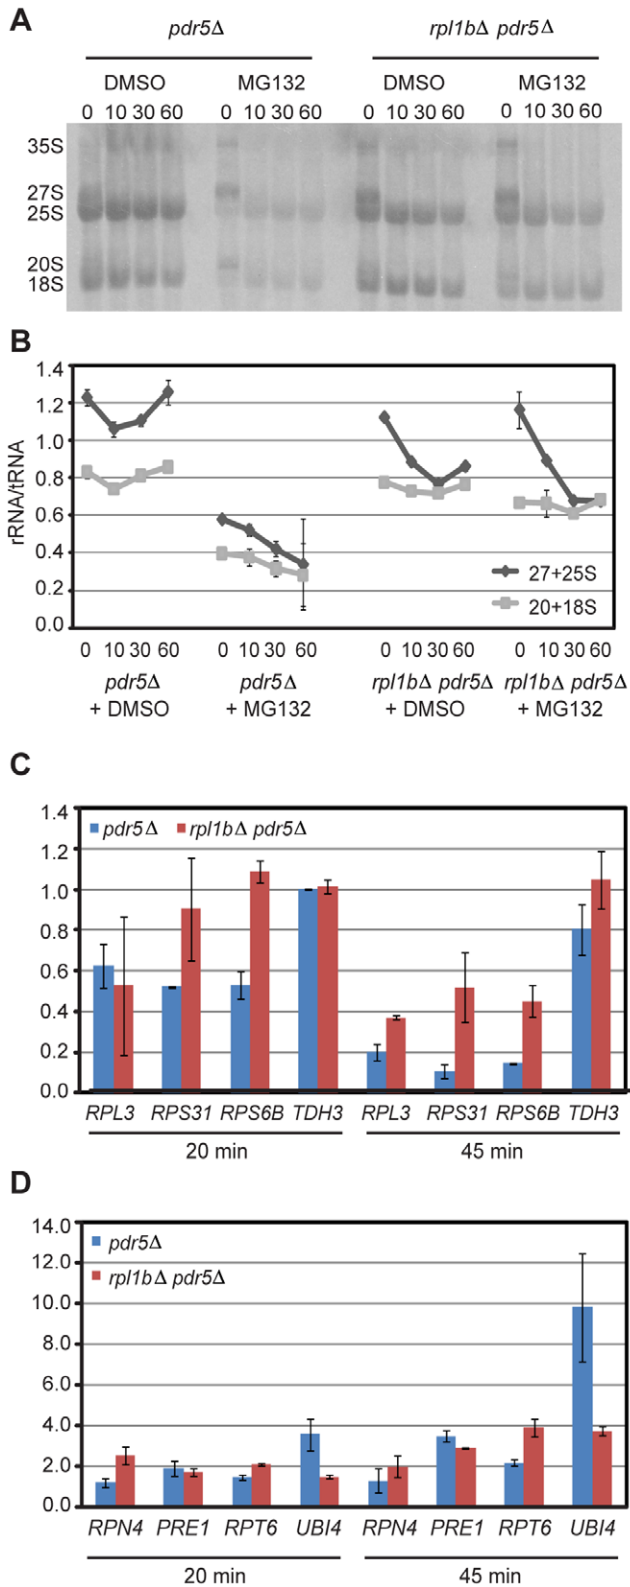 A
pdr5Δ rpl1bΔ pdr5Δ
DMSO MG132 DMSO MG132
0 10 30 60 0 10 30 60 0 10 30 60 0 10 30 60
35S
27S
25S
20S
18S
B
1.4
1.2
1.0
0.8
0.6
0.4
0.2
0.0
rRNA/tRNA
27+25S
20+18S
0 10 30 60 0 10 30 60 0 10 30 60 0 10 30 60
pdr5Δ pdr5Δ rpl1bΔ pdr5Δ rpl1bΔ pdr5Δ
+ DMSO + MG132 + DMSO + MG132
C
1.4
1.2
1.0
0.8
0.6
0.4
0.2
0.0
pdr5Δ rpl1bΔ pdr5Δ
RPL3 RPS31 RPS6B TDH3 RPL3 RPS31 RPS6B TDH3
20 min 45 min
D
14.0
12.0
10.0
8.0
6.0
4.0
2.0
0.0
pdr5Δ
rpl1bΔ pdr5Δ
RPN4 PRE1 RPT6 UBI4 RPN4 PRE1 RPT6 UBI4
20 min 45 min